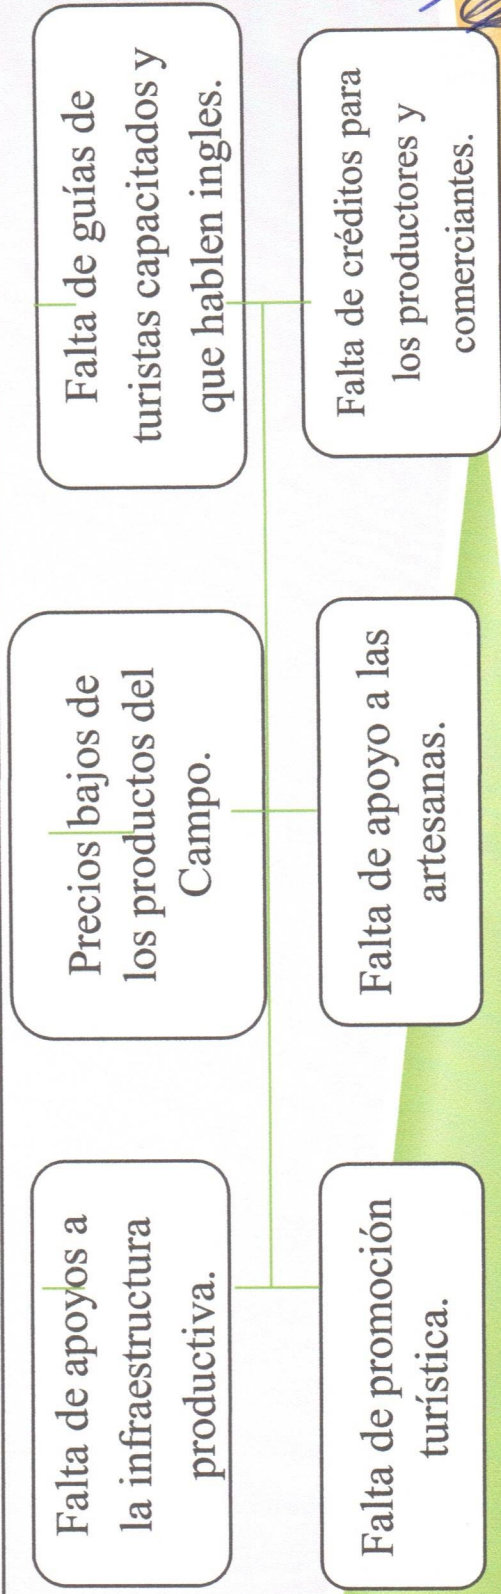 Falta de apoyos a
la infraestructura
productiva.
Precios bajos de
los productos del
Campo.
Falta de guías de
turistas capacitados y
que hablen ingles.
Falta de promoción
turística.
Falta de apoyo a las
artesanas.
Falta de créditos para
los productores y
comerciantes.